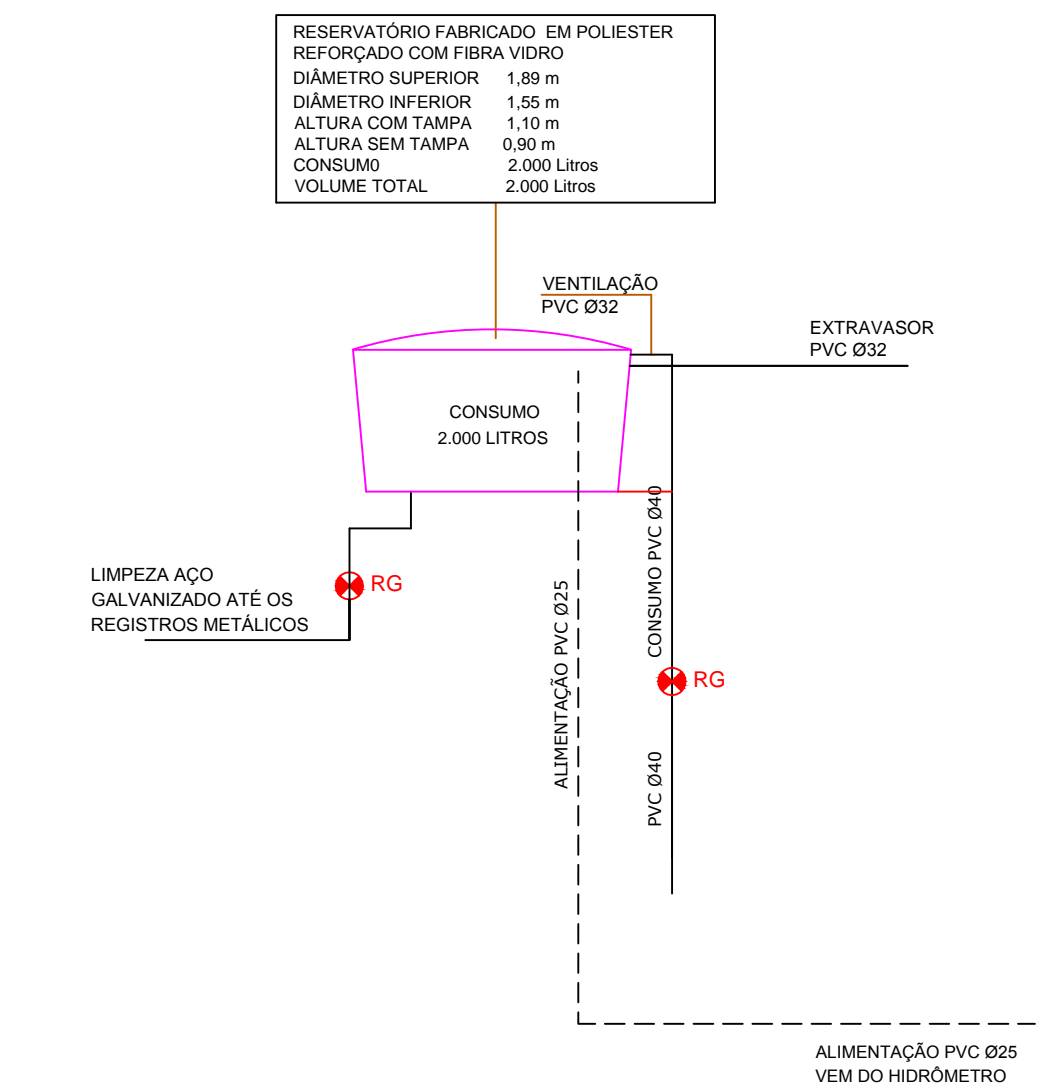 RESERVATÓRIO FABRICADO EM POLIESTER
REFORÇADO COM FIBRA VIDRO
DIÂMETRO SUPERIOR 1,89 m
DIÂMETRO INFERIOR 1,55 m
ALTURA COM TAMPA 1,10 m
ALTURA SEM TAMPA 0,90 m
CONSUM0 2.000 Litros
VOLUME TOTAL 2.000 Litros
VENTILAÇÃO
PVC Ø32
EXTRAVASOR
PVC Ø32
CONSUMO
2.000 LITROS
LIMPEZA AÇO
GALVANIZADO ATÉ OS
REGISTROS METÁLICOS
RG
ALIMENTAÇÃO PVC Ø25
CONSUMO PVC Ø40
RG
PVC Ø40
ALIMENTAÇÃO PVC Ø25
VEM DO HIDRÔMETRO